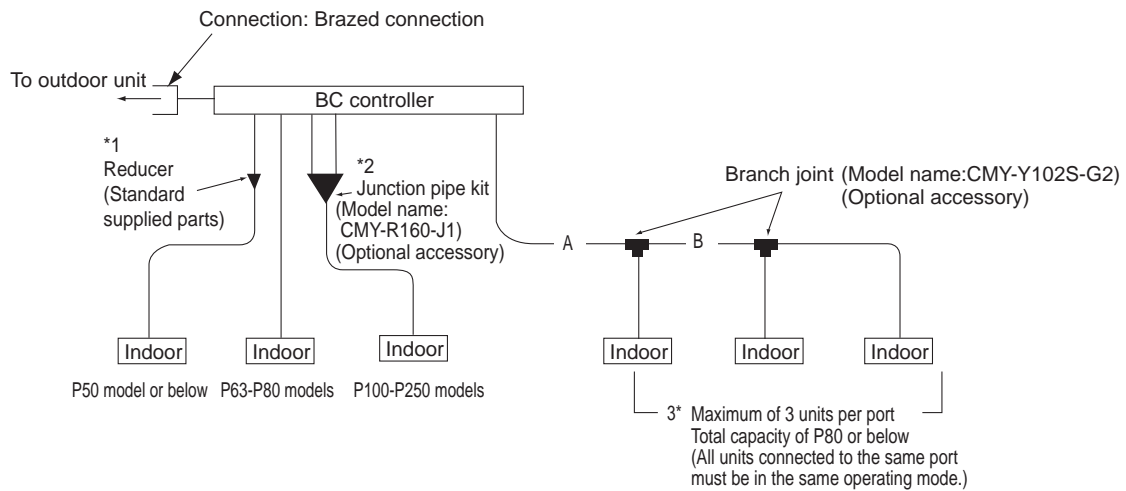 Connection: Brazed connection
To outdoor unit
BC controller
*1
Reducer
(Standard
supplied parts)
*2
Junction pipe kit
(Model name:
CMY-R160-J1)
(Optional accessory)
Branch joint (Model name:CMY-Y102S-G2)
(Optional accessory)
A
B
Indoor
Indoor
Indoor
Indoor
Indoor
Indoor
P50 model or below
P63-P80 models
P100-P250 models
3* Maximum of 3 units per port
Total capacity of P80 or below
(All units connected to the same port
must be in the same operating mode.)